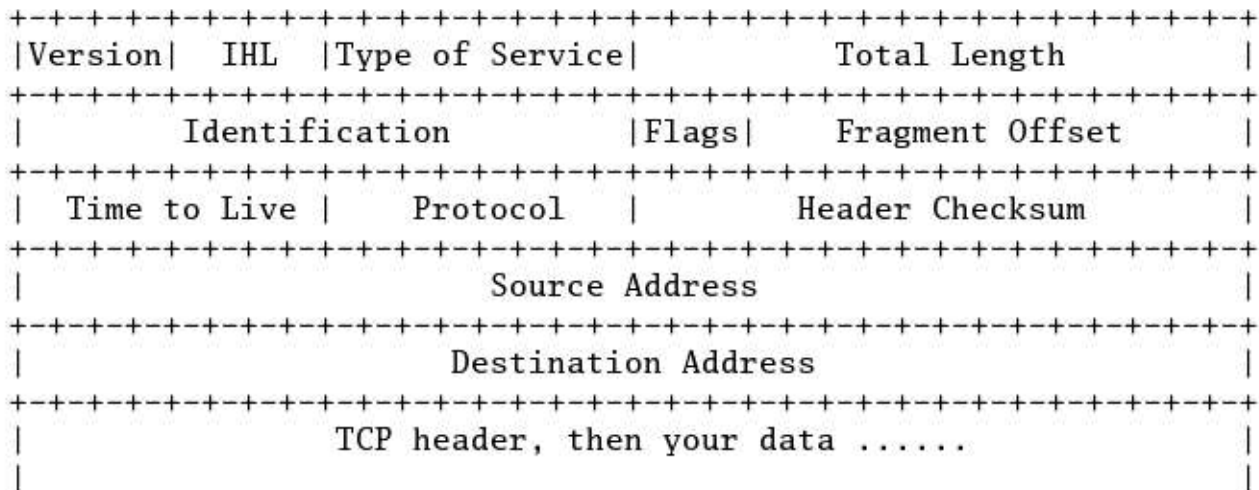 +-+-+-+-+-+-+-+-+-+-+-+-+-+-+-+-+-+-+-+-+-+-+-+-+-+-+-+-+-+-+-+-+
|Version|  IHL  |Type of Service|          Total Length         |
+-+-+-+-+-+-+-+-+-+-+-+-+-+-+-+-+-+-+-+-+-+-+-+-+-+-+-+-+-+-+-+-+
|        Identification         |Flags|    Fragment Offset      |
+-+-+-+-+-+-+-+-+-+-+-+-+-+-+-+-+-+-+-+-+-+-+-+-+-+-+-+-+-+-+-+-+
|  Time to Live |    Protocol   |        Header Checksum        |
+-+-+-+-+-+-+-+-+-+-+-+-+-+-+-+-+-+-+-+-+-+-+-+-+-+-+-+-+-+-+-+-+
|                        Source Address                         |
+-+-+-+-+-+-+-+-+-+-+-+-+-+-+-+-+-+-+-+-+-+-+-+-+-+-+-+-+-+-+-+-+
|                      Destination Address                      |
+-+-+-+-+-+-+-+-+-+-+-+-+-+-+-+-+-+-+-+-+-+-+-+-+-+-+-+-+-+-+-+-+
|                TCP header, then your data ......              |
|                                                               |